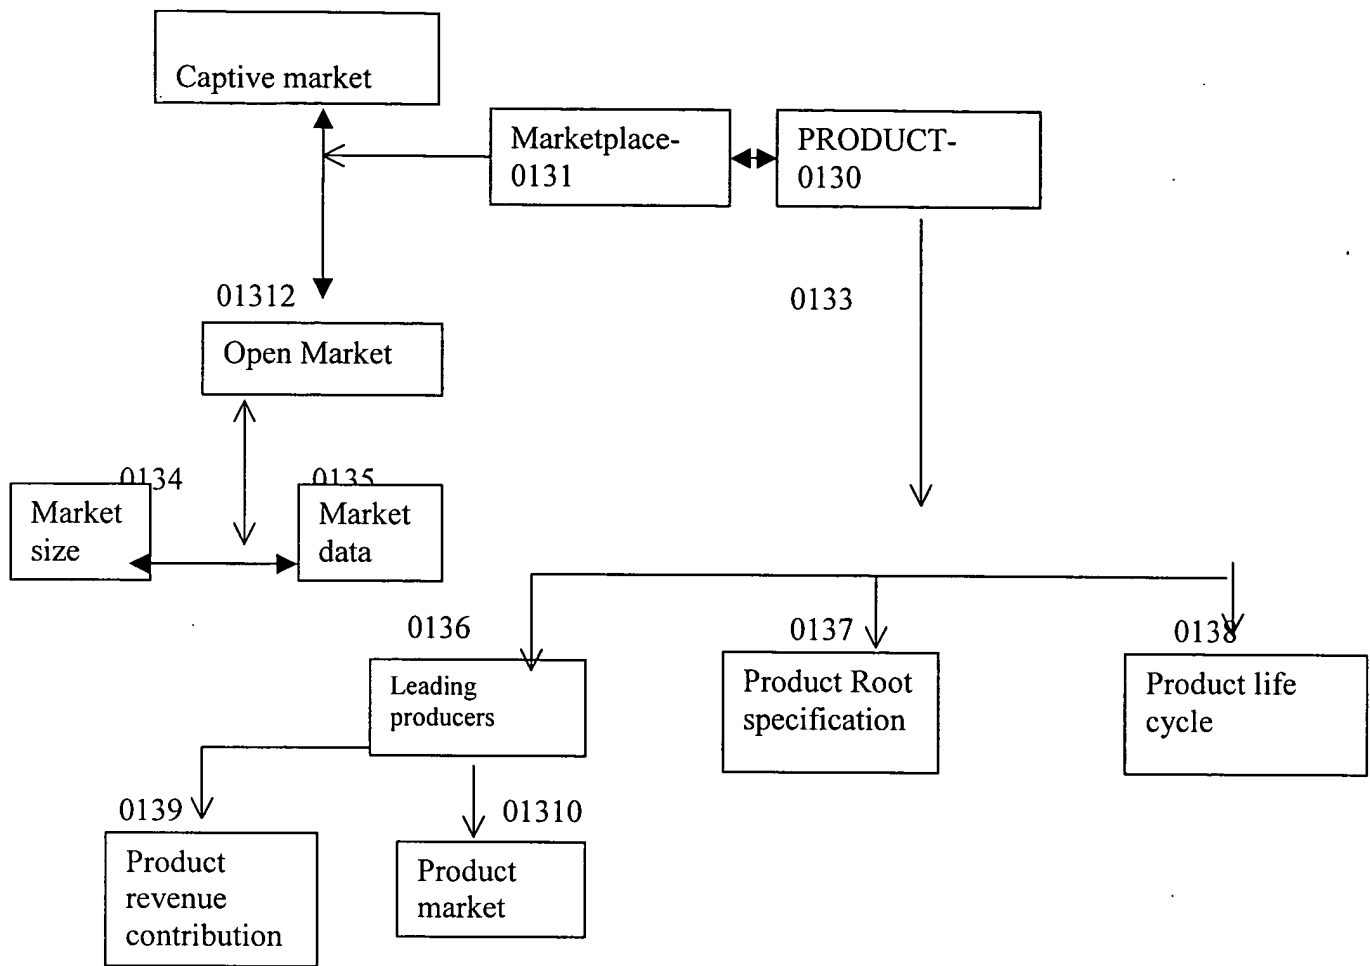 Captive market
Marketplace-
0131
PRODUCT-
0130
01312
0133
Open Market
0134
0135
Market
size
Market
data
0136
0137
0138
Leading
producers
Product Root
specification
Product life
cycle
0139
01310
Product
revenue
contribution
Product
market